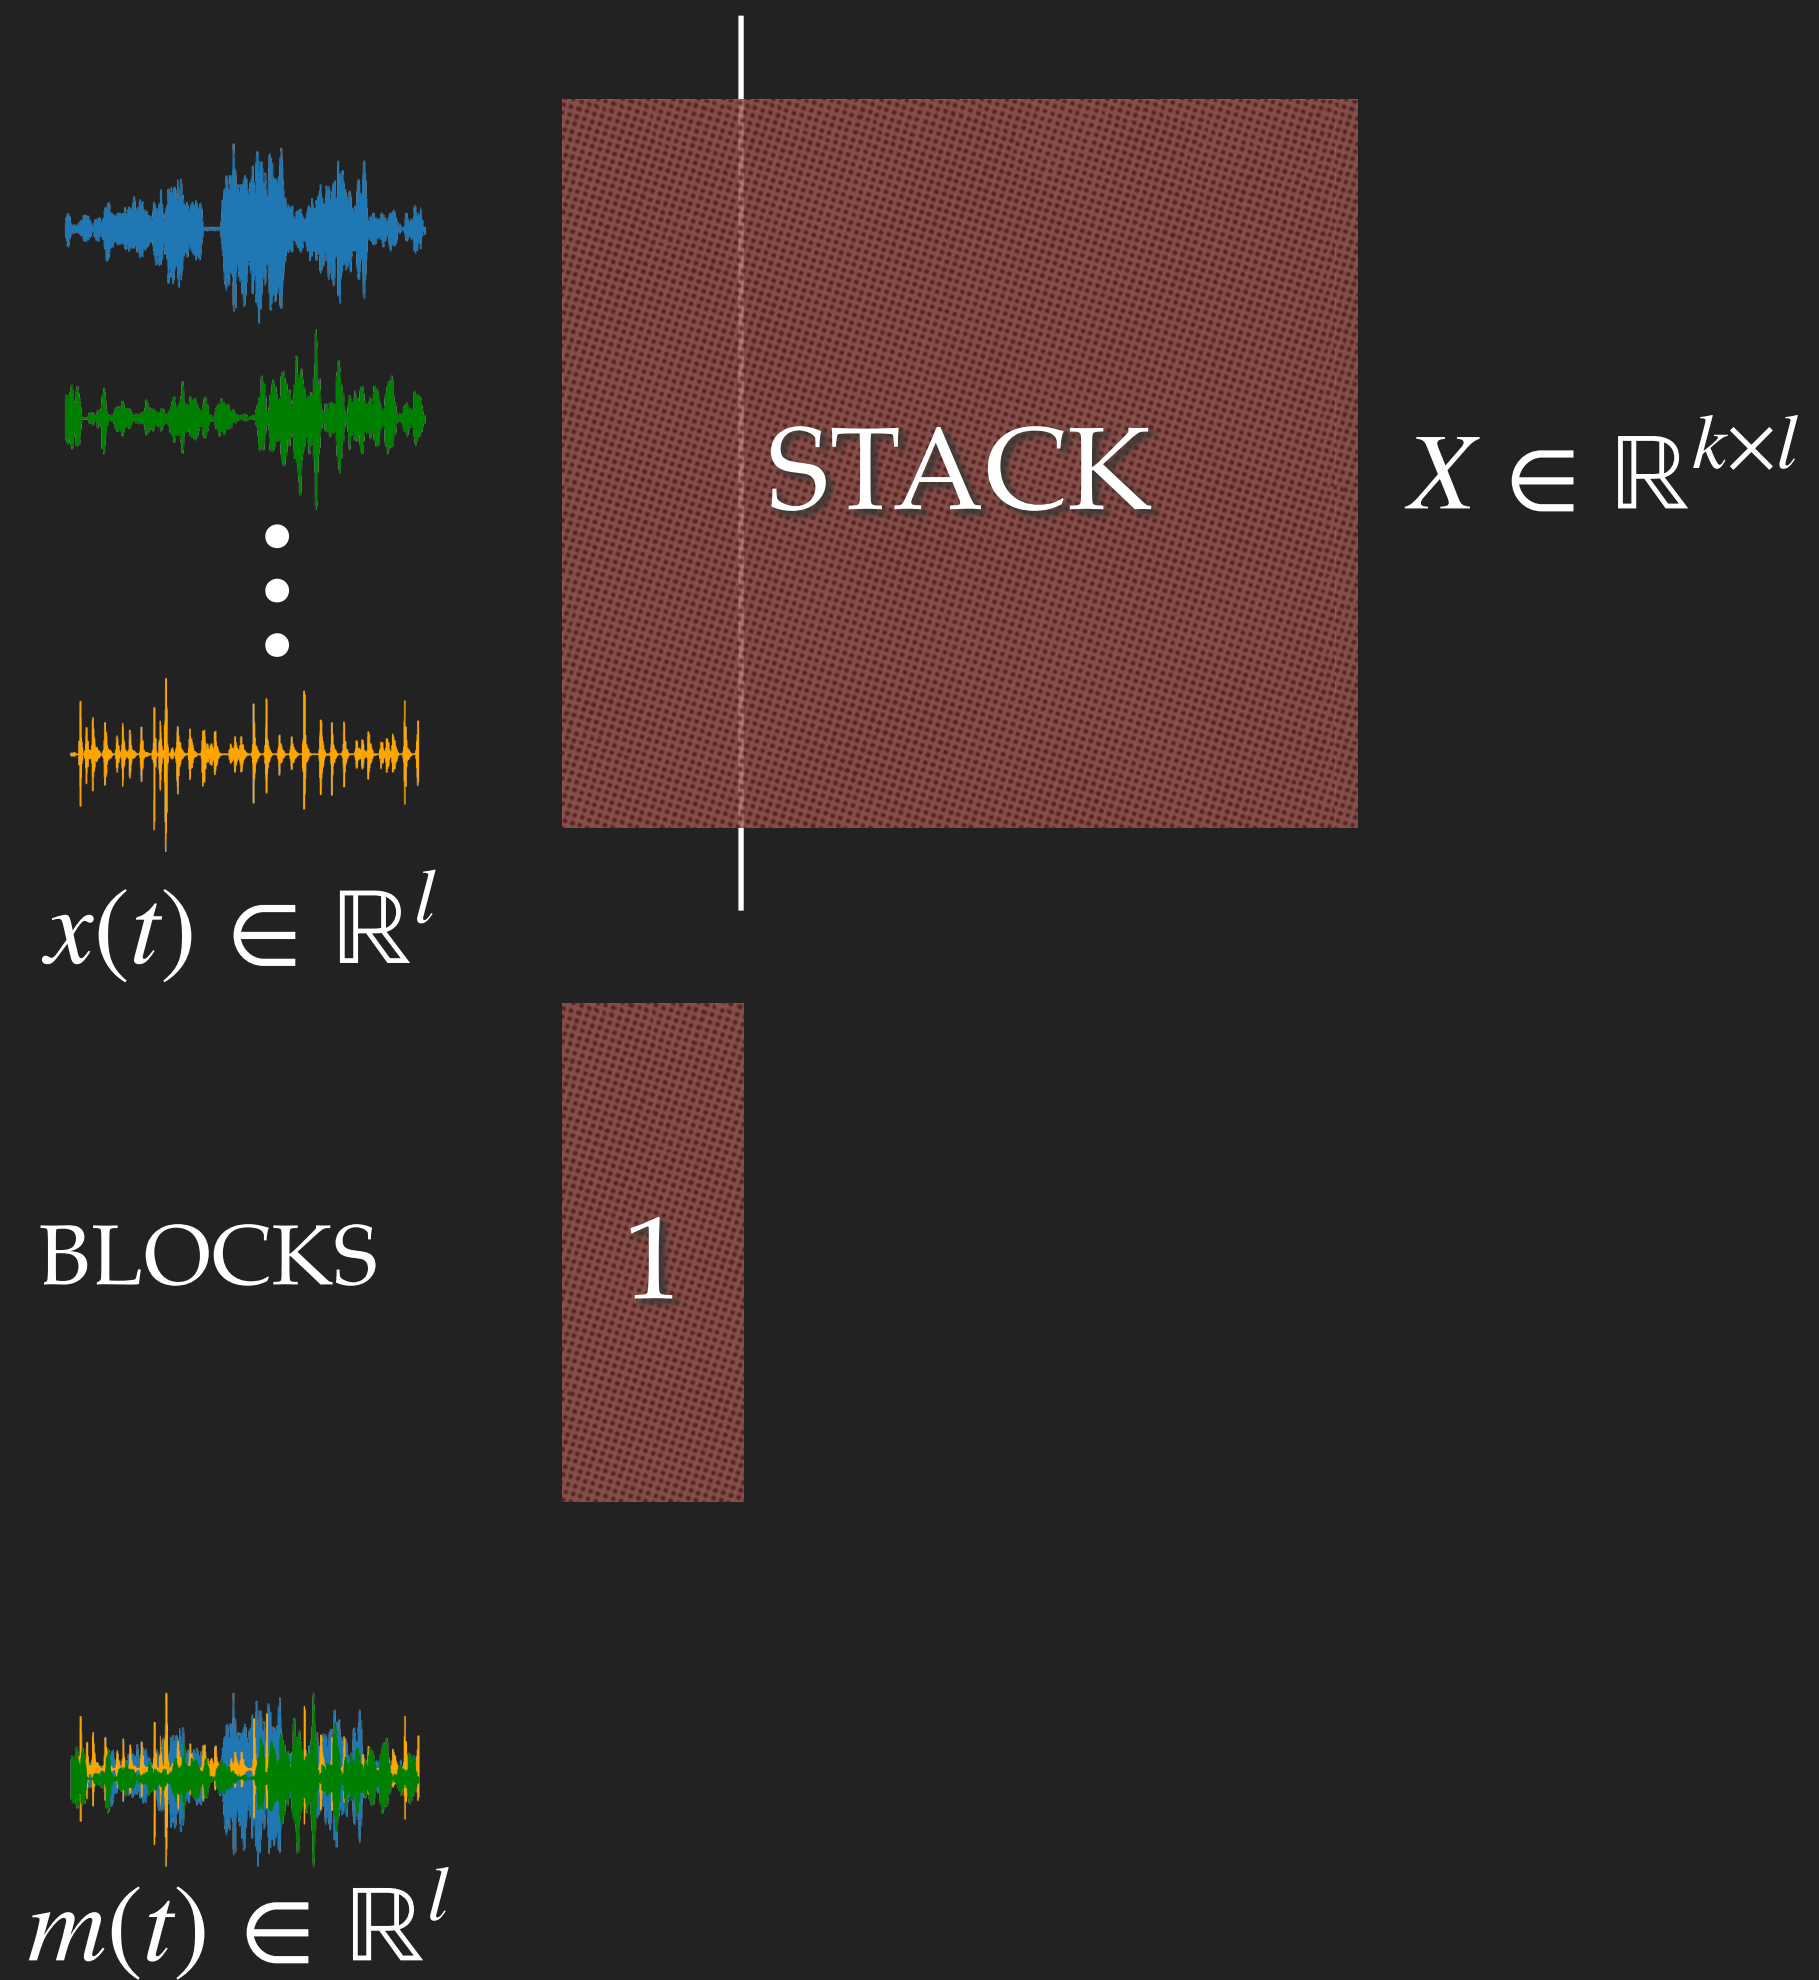 STACK
X ∈ ℝ^{k×l}
x(t) ∈ ℝ^l
BLOCKS
1
m(t) ∈ ℝ^l